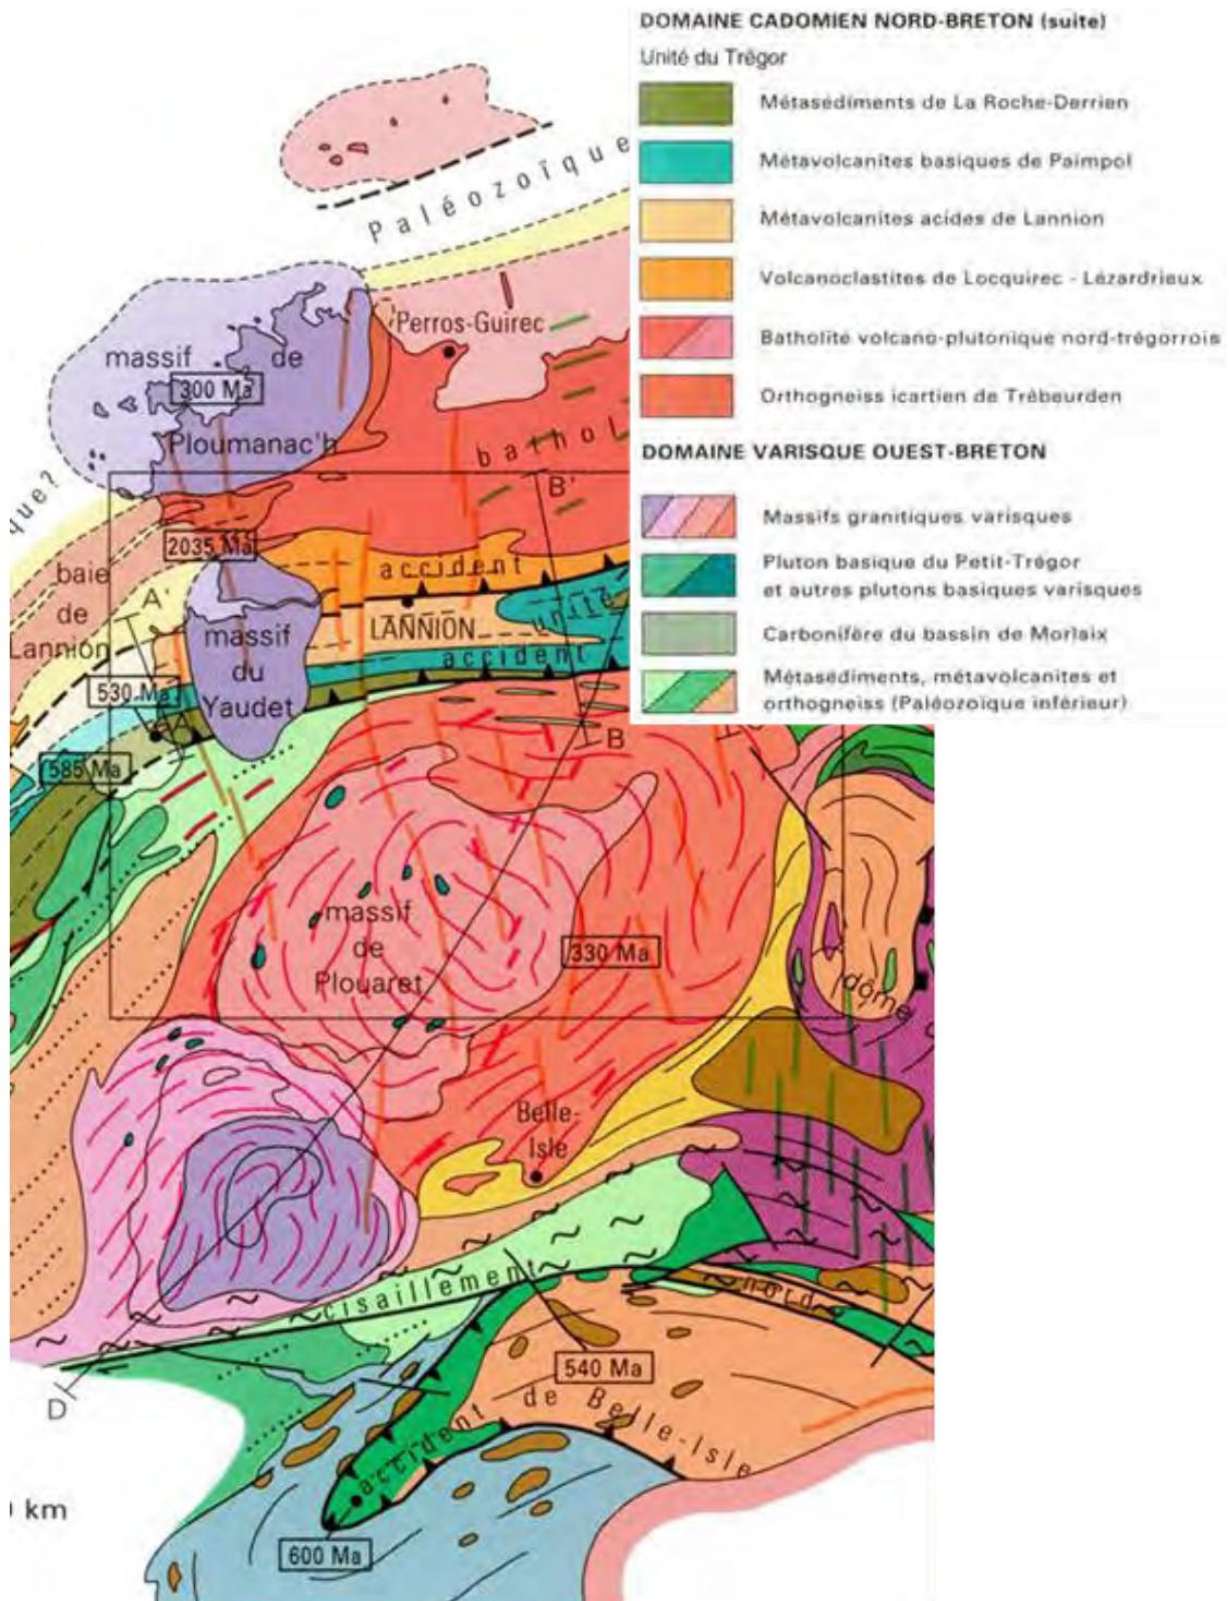 DOMAINE CADOMIEN NORD-BRETON (suite)
Unité du Trégor
Métasédiments de La Roche-Derrien
Métavolcanites basiques de Paimpol
Métavolcanites acides de Lannion
Volcanoclastites de Locquirec - Lézardrieux
Batholite volcano-plutonique nord-trégorrois
Orthogneiss icartien de Trébeurden
DOMAINE VARISQUE OUEST-BRETON
Massifs granitiques varisques
Pluton basique du Petit-Trégor
et autres plutons basiques varisques
Carbonifère du bassin de Morlaix
Métasédiments, métavolcanites et
orthogneiss (Paléozoïque inférieur)
Paléozoïque
Perros-Guirec
massif de
300 Ma
Ploumanac'h
bathol
que?
B'
2035 Ma
baie
de
Lannion
A'
accident
LANNION
unité
massif
du
Yaudet
accident
530 Ma
A
B
585 Ma
massif
de
Plouaret
330 Ma
dôme
Belle-
Isle
cisaillement
nord
540 Ma
D
accident de Belle-Isle
km
600 Ma